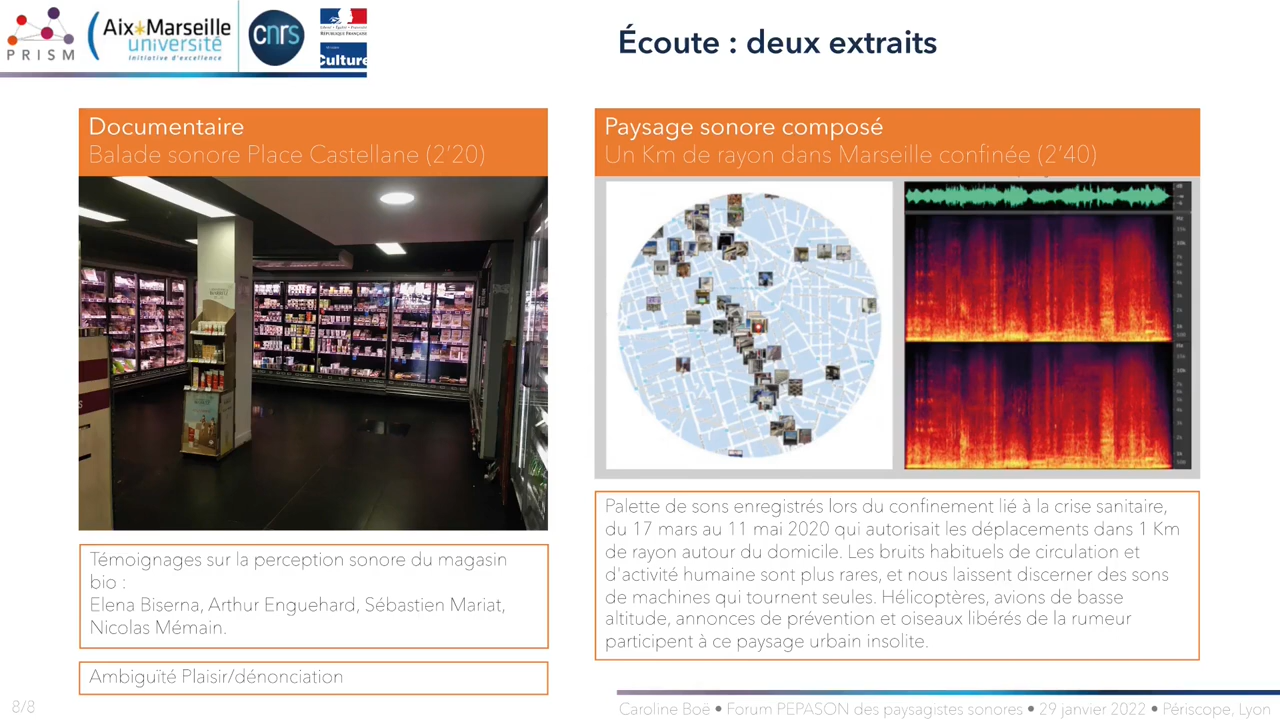 PRISM
Aix*Marseille
université
Initiative d'excellence
cnrs
RÉPUBLIQUE FRANÇAISE
Culture
Écoute : deux extraits
Documentaire
Balade sonore Place Castellane (2'20)
Témoignages sur la perception sonore du magasin
bio :
Elena Biserna, Arthur Enguehard, Sébastien Mariat,
Nicolas Mémain.
Ambiguïté Plaisir/dénonciation
Paysage sonore composé
Un Km de rayon dans Marseille confinée (2'40)
Palette de sons enregistrés lors du confinement lié à la crise sanitaire,
du 17 mars au 11 mai 2020 qui autorisait les déplacements dans 1 Km
de rayon autour du domicile. Les bruits habituels de circulation et
d'activité humaine sont plus rares, et nous laissent discerner des sons
de machines qui tournent seules. Hélicoptères, avions de basse
altitude, annonces de prévention et oiseaux libérés de la rumeur
participent à ce paysage urbain insolite.
8/8
Caroline Boë • Forum PEPASON des paysagistes sonores • 29 janvier 2022 • Périscope, Lyon